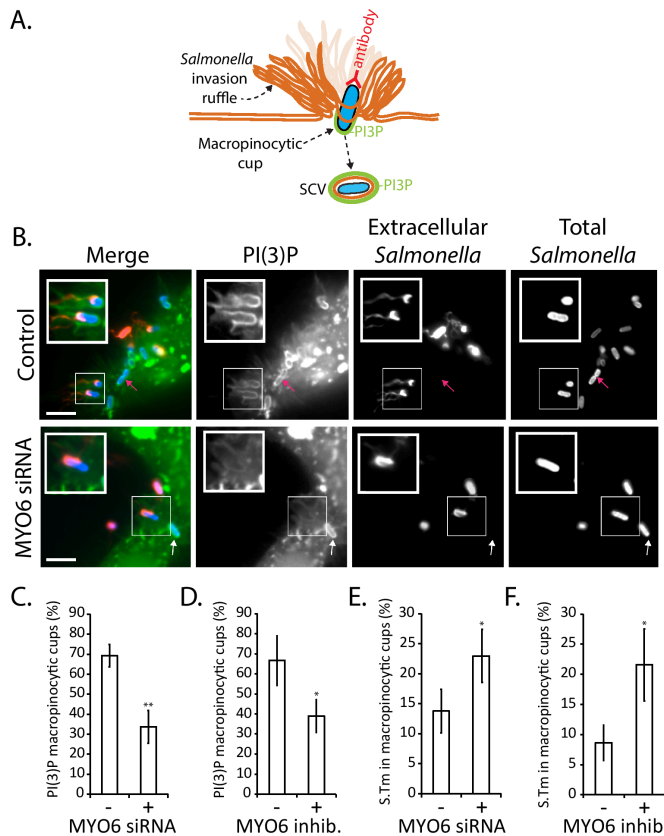 A.
Salmonella
invasion
ruffle
antibody
Macropinocytic
cup
PI3P
SCV
PI3P
B.
Merge
PI(3)P
Extracellular
Salmonella
Total
Salmonella
Control
MYO6 siRNA
C.
PI(3)P macropinocytic cups (%)
90
80
70
60
50
40
30
20
10
0
**
- +
MYO6 siRNA
D.
PI(3)P macropinocytic cups (%)
90
80
70
60
50
40
30
20
10
0
*
- +
MYO6 inhib.
E.
S.Tm in macropinocytic cups (%)
30
25
20
15
10
5
0
*
- +
MYO6 siRNA
F.
S.Tm in macropinocytic cups (%)
30
25
20
15
10
5
0
*
- +
MYO6 inhib.